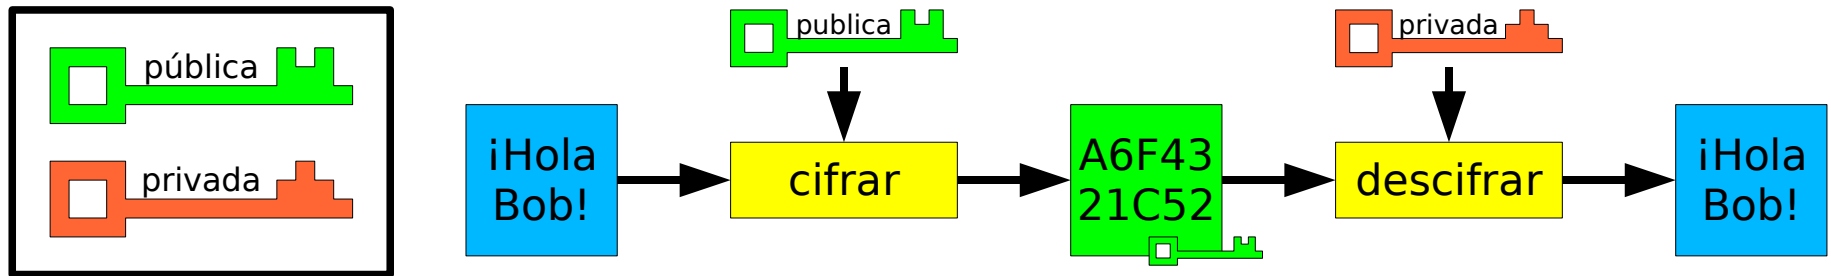 pública
privada
publica
privada
¡Hola
Bob!
cifrar
A6F43
21C52
descifrar
¡Hola
Bob!